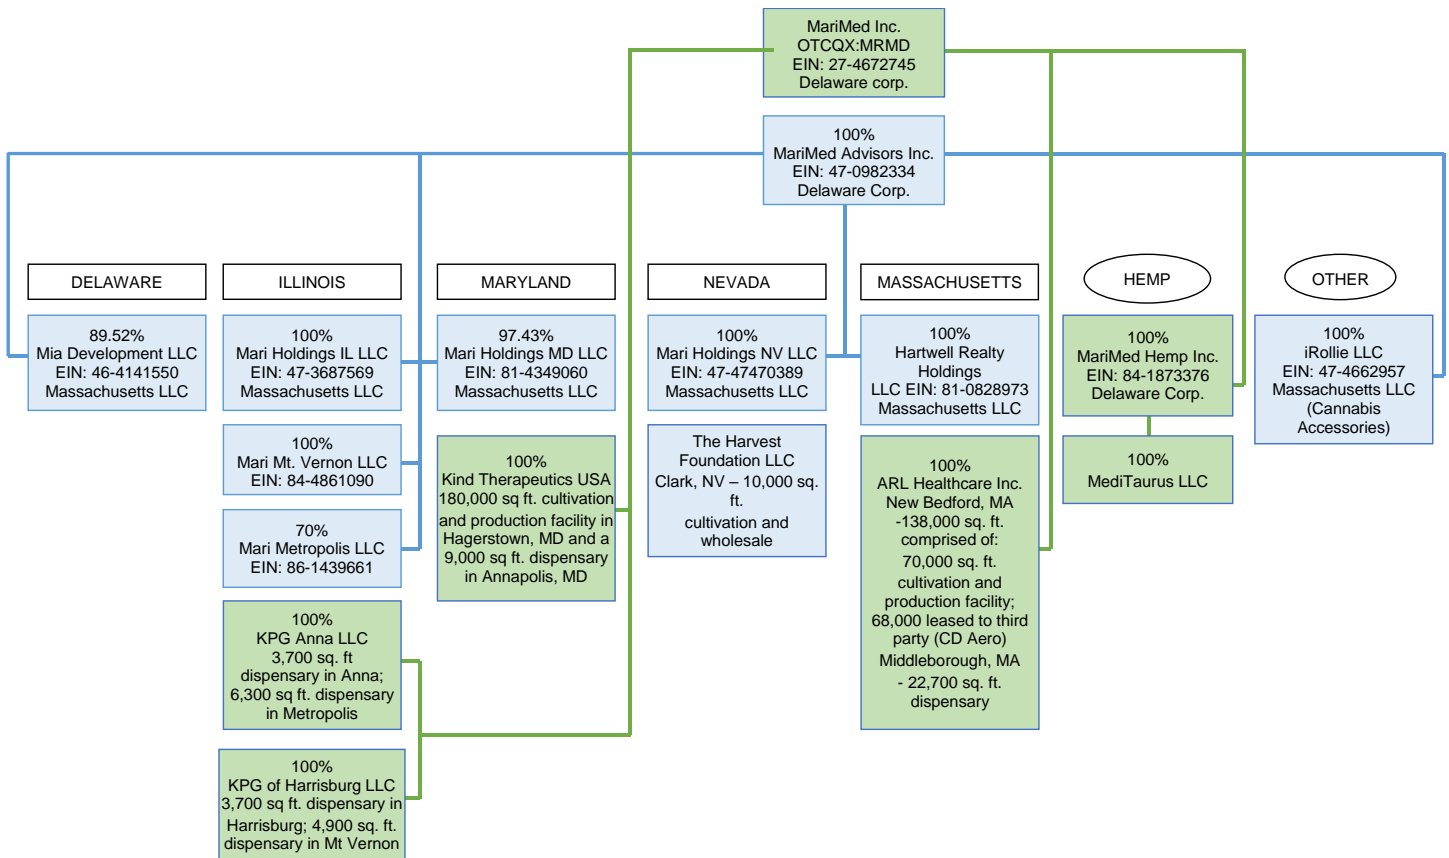 MariMed Inc.
OTCQX:MRMD
EIN: 27-4672745
Delaware corp.
100%
MariMed Advisors Inc.
EIN: 47-0982334
Delaware Corp.
DELAWARE
ILLINOIS
MARYLAND
NEVADA
MASSACHUSETTS
HEMP
OTHER
89.52%
Mia Development LLC
EIN: 46-4141550
Massachusetts LLC
100%
Mari Holdings IL LLC
EIN: 47-3687569
Massachusetts LLC
97.43%
Mari Holdings MD LLC
EIN: 81-4349060
Massachusetts LLC
100%
Mari Holdings NV LLC
EIN: 47-47470389
Massachusetts LLC
100%
Hartwell Realty
Holdings
LLC EIN: 81-0828973
Massachusetts LLC
100%
MariMed Hemp Inc.
EIN: 84-1873376
Delaware Corp.
100%
iRollie LLC
EIN: 47-4662957
Massachusetts LLC
(Cannabis
Accessories)
100%
Mari Mt. Vernon LLC
EIN: 84-4861090
100%
Kind Therapeutics USA
180,000 sq ft. cultivation
and production facility in
Hagerstown, MD and a
9,000 sq ft. dispensary
in Annapolis, MD
The Harvest
Foundation LLC
Clark, NV – 10,000 sq.
ft.
cultivation and
wholesale
100%
ARL Healthcare Inc.
New Bedford, MA
-138,000 sq. ft.
comprised of:
70,000 sq. ft.
cultivation and
production facility;
68,000 leased to third
party (CD Aero)
Middleborough, MA
- 22,700 sq. ft.
dispensary
100%
MediTaurus LLC
70%
Mari Metropolis LLC
EIN: 86-1439661
100%
KPG Anna LLC
3,700 sq. ft
dispensary in Anna;
6,300 sq ft. dispensary
in Metropolis
100%
KPG of Harrisburg LLC
3,700 sq ft. dispensary in
Harrisburg; 4,900 sq. ft.
dispensary in Mt Vernon